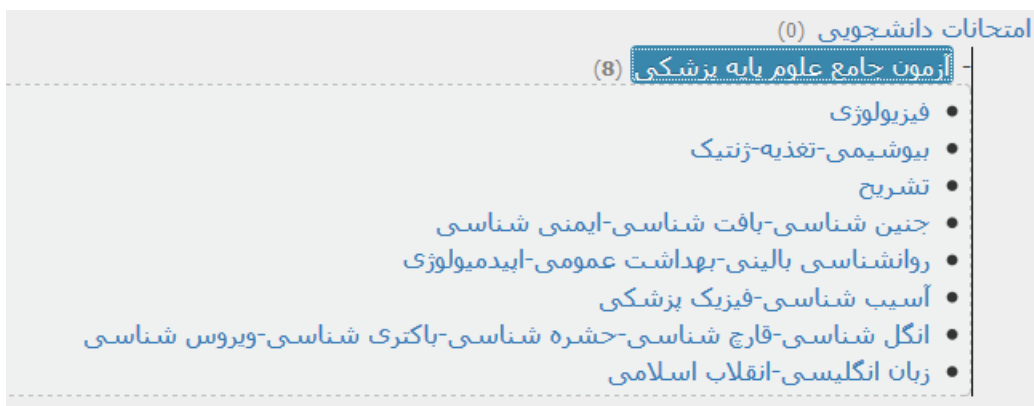 امتحانات دانشجویی (0)
- آزمون جامع علوم پایه پزشکی (8)
● فیزیولوژی
● بیوشیمی-تغذیه-ژنتیک
● تشریح
● جنین شناسی-بافت شناسی-ایمنی شناسی
● روانشناسی بالینی-بهداشت عمومی-اپیدمیولوژی
● آسیب شناسی-فیزیک پزشکی
● انگل شناسی-قارچ شناسی-حشره شناسی-باکتری شناسی-ویروس شناسی
● زبان انگلیسی-انقلاب اسلامی